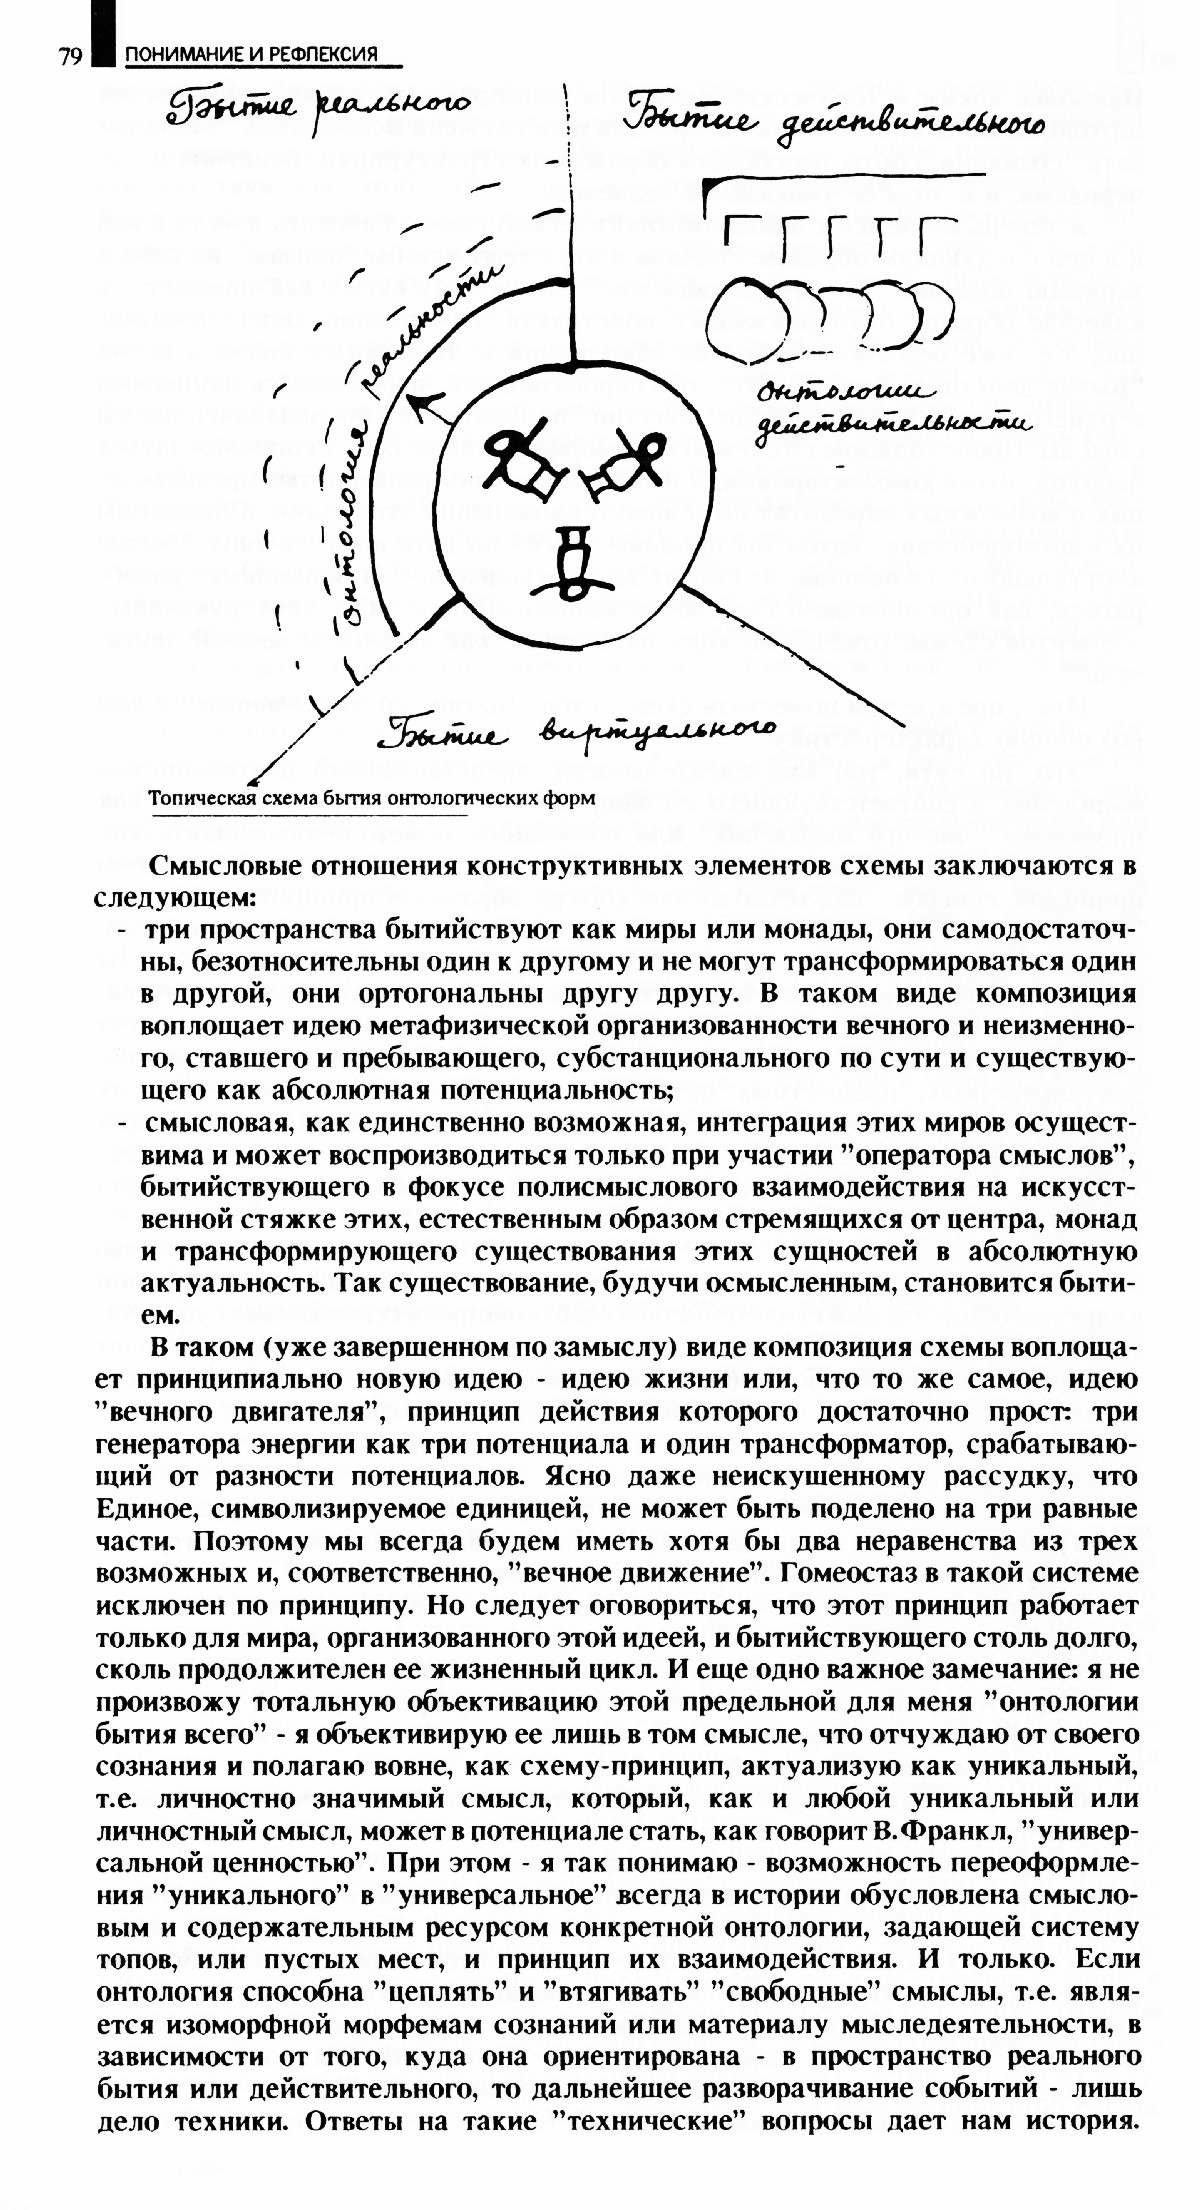 79 ПОНИМАНИЕ И РЕФЛЕКСИЯ
Бытие реального
Бытие действительного
онтология реальности
онтологии
действительности
Бытие виртуального
Топическая схема бытия онтологических форм
Смысловые отношения конструктивных элементов схемы заключаются в
следующем:
- три пространства бытийствуют как миры или монады, они самодостаточ-
ны, безотносительны один к другому и не могут трансформироваться один
в другой, они ортогональны другу другу. В таком виде композиция
воплощает идею метафизической организованности вечного и неизменно-
го, ставшего и пребывающего, субстанционального по сути и существую-
щего как абсолютная потенциальность;
- смысловая, как единственно возможная, интеграция этих миров осущест-
вима и может воспроизводиться только при участии "оператора смыслов",
бытийствующего в фокусе полисмыслового взаимодействия на искусст-
венной стяжке этих, естественным образом стремящихся от центра, монад
и трансформирующего существования этих сущностей в абсолютную
актуальность. Так существование, будучи осмысленным, становится быти-
ем.
В таком (уже завершенном по замыслу) виде композиция схемы воплоща-
ет принципиально новую идею - идею жизни или, что то же самое, идею
"вечного двигателя", принцип действия которого достаточно прост: три
генератора энергии как три потенциала и один трансформатор, срабатываю-
щий от разности потенциалов. Ясно даже неискушенному рассудку, что
Единое, символизируемое единицей, не может быть поделено на три равные
части. Поэтому мы всегда будем иметь хотя бы два неравенства из трех
возможных и, соответственно, "вечное движение". Гомеостаз в такой системе
исключен по принципу. Но следует оговориться, что этот принцип работает
только для мира, организованного этой идеей, и бытийствующего столь долго,
сколь продолжителен ее жизненный цикл. И еще одно важное замечание: я не
произвожу тотальную объективацию этой предельной для меня "онтологии
бытия всего" - я объективирую ее лишь в том смысле, что отчуждаю от своего
сознания и полагаю вовне, как схему-принцип, актуализую как уникальный,
т.е. личностно значимый смысл, который, как и любой уникальный или
личностный смысл, может в потенциале стать, как говорит В.Франкл, "универ-
сальной ценностью". При этом - я так понимаю - возможность переоформле-
ния "уникального" в "универсальное" всегда в истории обусловлена смысло-
вым и содержательным ресурсом конкретной онтологии, задающей систему
топов, или пустых мест, и принцип их взаимодействия. И только. Если
онтология способна "цеплять" и "втягивать" "свободные" смыслы, т.е. явля-
ется изоморфной морфемам сознаний или материалу мыследеятельности, в
зависимости от того, куда она ориентирована - в пространство реального
бытия или действительного, то дальнейшее разворачивание событий - лишь
дело техники. Ответы на такие "технические" вопросы дает нам история.